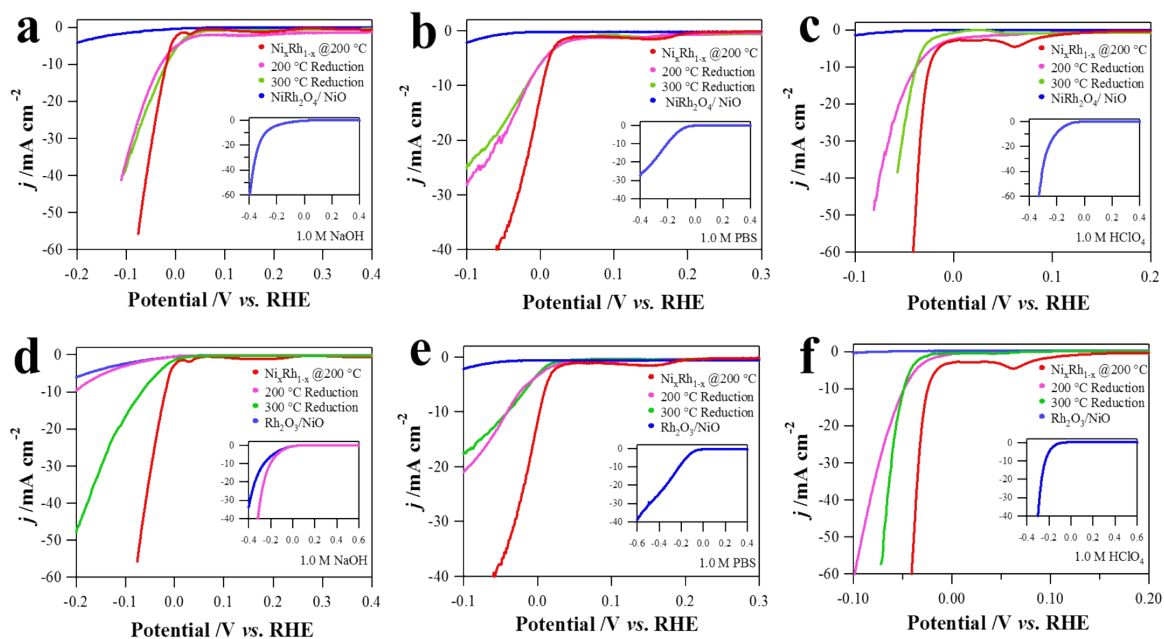 a
j /mA cm⁻²
0
-10
-20
-30
-40
-50
-60
NiₓRh₁₋ₓ @200 °C
200 °C Reduction
300 °C Reduction
NiRh₂O₄/ NiO
0
-20
-40
-60
-0.4 -0.2 0.0 0.2 0.4
1.0 M NaOH
-0.2 -0.1 0.0 0.1 0.2 0.3 0.4
Potential /V vs. RHE
b
j /mA cm⁻²
0
-10
-20
-30
-40
NiₓRh₁₋ₓ @200 °C
200 °C Reduction
300 °C Reduction
NiRh₂O₄/ NiO
0
-10
-20
-30
-40
-0.4 -0.2 0.0 0.2 0.4
1.0 M PBS
-0.1 0.0 0.1 0.2 0.3
Potential /V vs. RHE
c
j /mA cm⁻²
0
-10
-20
-30
-40
-50
-60
NiₓRh₁₋ₓ @200 °C
200 °C Reduction
300 °C Reduction
NiRh₂O₄/ NiO
0
-20
-40
-60
-0.4 -0.2 0.0 0.2 0.4
1.0 M HClO₄
-0.1 0.0 0.1 0.2
Potential /V vs. RHE
d
j /mA cm⁻²
0
-10
-20
-30
-40
-50
-60
NiₓRh₁₋ₓ @200 °C
200 °C Reduction
300 °C Reduction
Rh₂O₃/NiO
0
-10
-20
-30
-40
-0.4 -0.2 0.0 0.2 0.4 0.6
1.0 M NaOH
-0.2 -0.1 0.0 0.1 0.2 0.3 0.4
Potential /V vs. RHE
e
j /mA cm⁻²
0
-10
-20
-30
-40
NiₓRh₁₋ₓ @200 °C
200 °C Reduction
300 °C Reduction
Rh₂O₃/NiO
0
-10
-20
-30
-40
-0.6 -0.4 -0.2 0.0 0.2 0.4
1.0 M PBS
-0.1 0.0 0.1 0.2 0.3
Potential /V vs. RHE
f
j /mA cm⁻²
0
-10
-20
-30
-40
-50
-60
NiₓRh₁₋ₓ @200 °C
200 °C Reduction
300 °C Reduction
Rh₂O₃/NiO
0
-10
-20
-30
-40
-0.4 -0.2 0.0 0.2 0.4 0.6
1.0 M HClO₄
-0.10 0.00 0.10 0.20
Potential /V vs. RHE